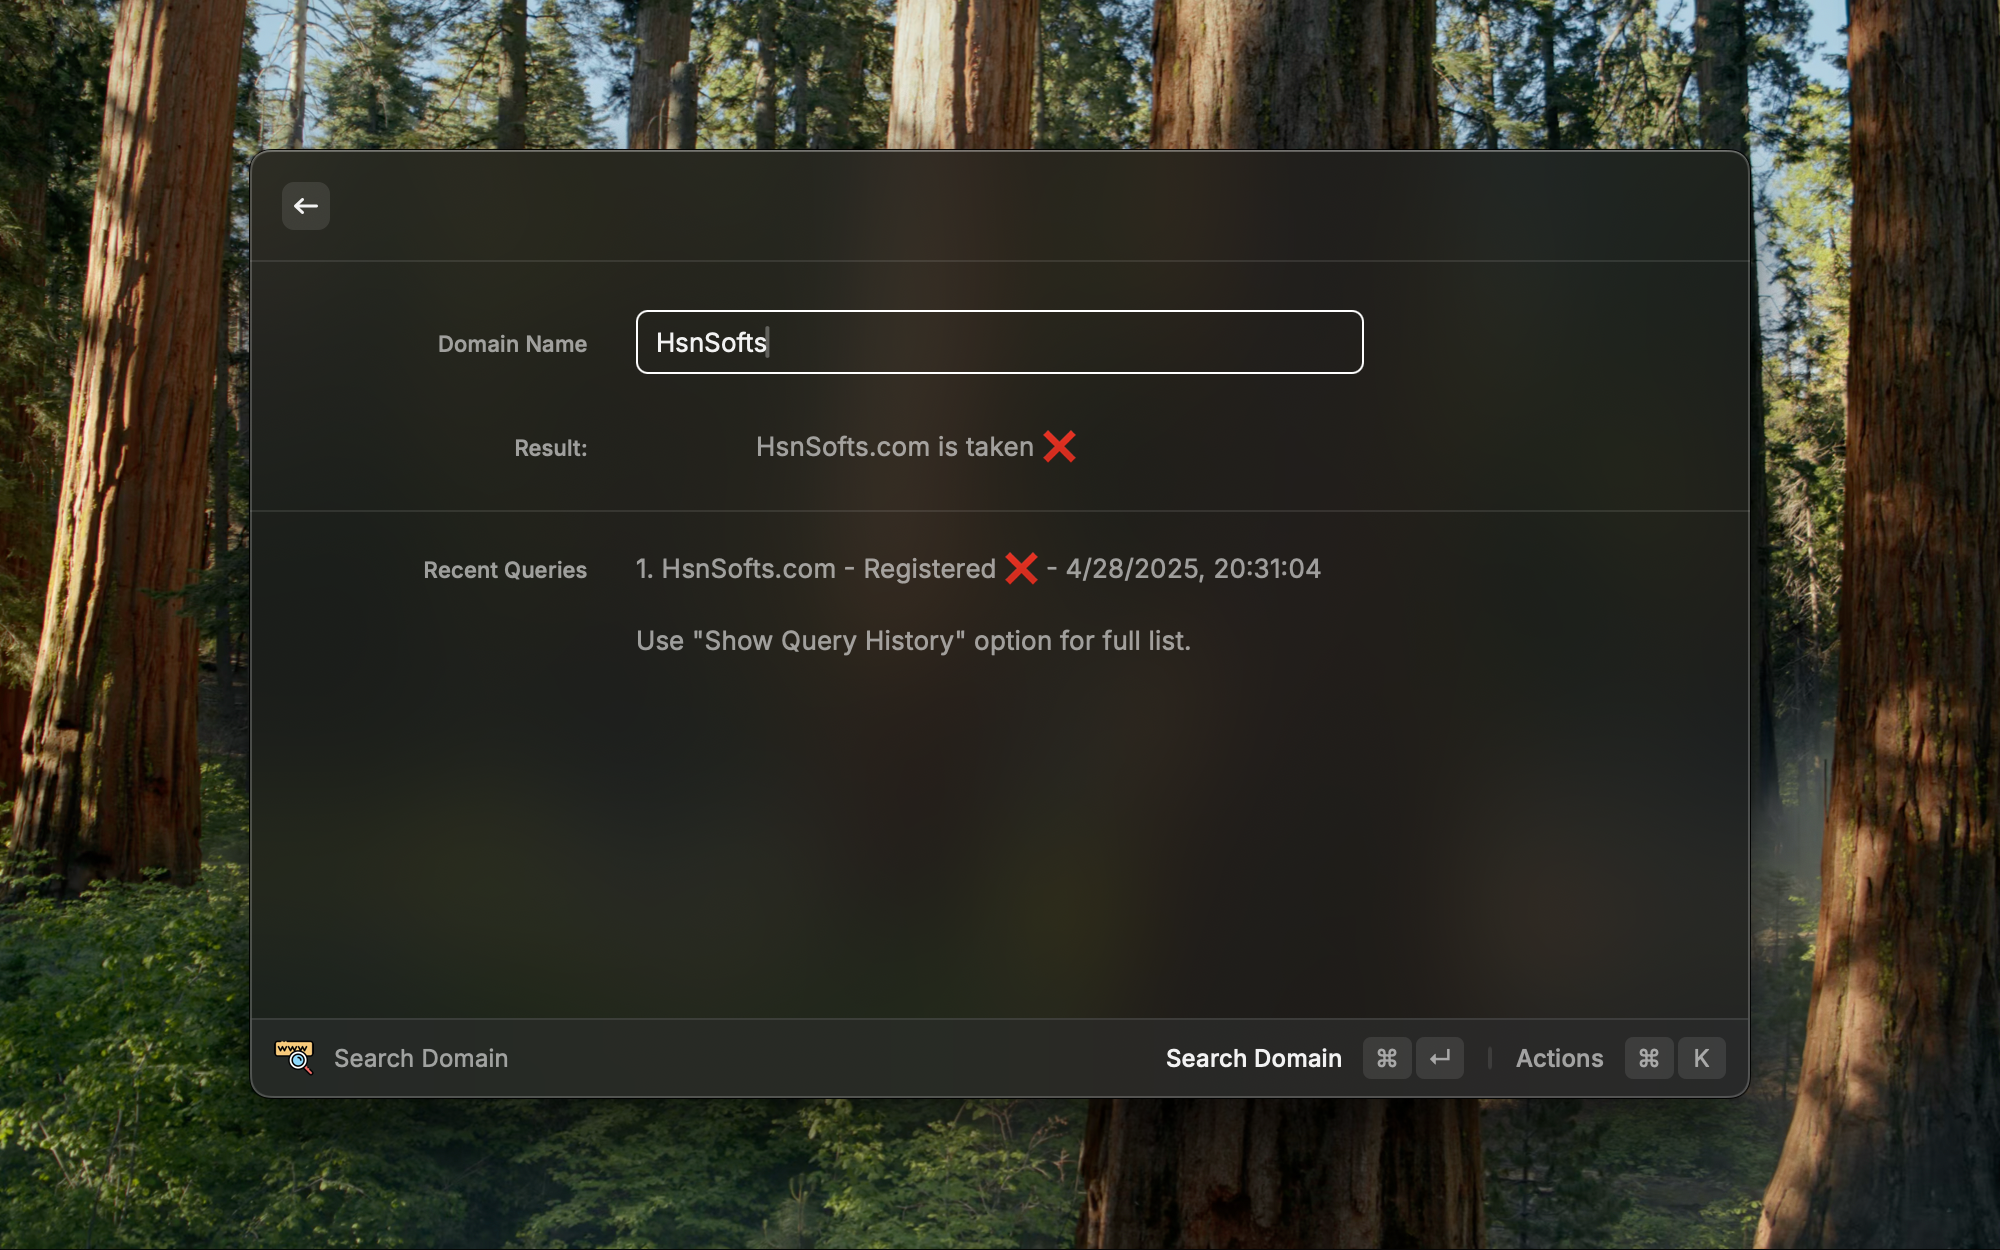 Domain Name HsnSofts
Result: HsnSofts.com is taken ❌
Recent Queries 1. HsnSofts.com - Registered ❌ - 4/28/2025, 20:31:04
Use "Show Query History" option for full list.
www Search Domain Search Domain ⌘ ↵ Actions ⌘ K